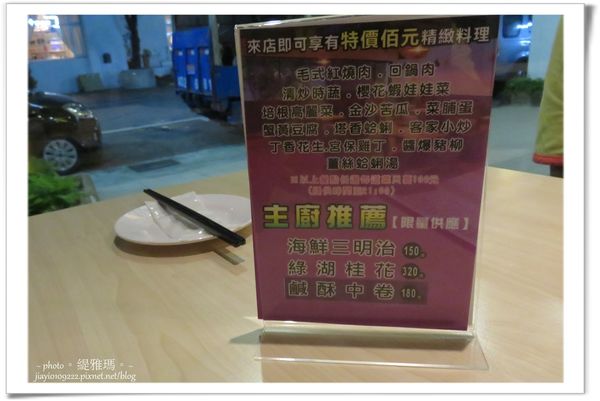 來店即可享有特價佰元精緻料理
毛式紅燒肉．回鍋肉
清炒時蔬．櫻花蝦娃娃菜
培根高麗菜．金沙苦瓜．菜脯蛋
蟹黃豆腐．塔香蛤蜊．客家小炒
丁香花生．宮保雞丁．醬爆豬柳
薑絲蛤蜊湯
主廚推薦【限量供應】
海鮮三明治 150。
綠湖桂花 320。
鹹酥中卷 180。
~ photo。緹雅瑪。~
jiayio109222.pixnet.net/blog